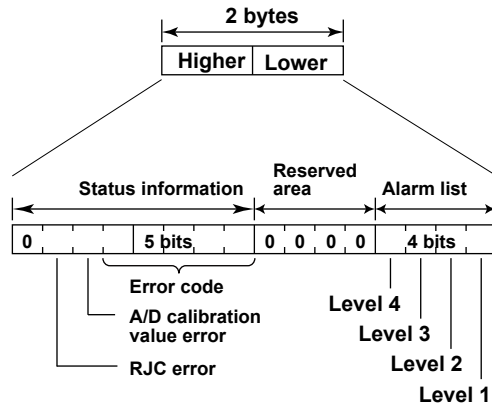 2 bytes
Higher Lower
Status information
Reserved area
Alarm list
0 5 bits 0 0 0 0 4 bits
Error code
A/D calibration value error
RJC error
Level 4
Level 3
Level 2
Level 1